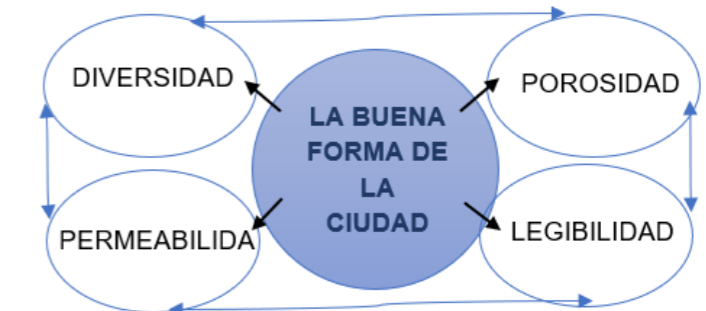 DIVERSIDAD
POROSIDAD
LA BUENA
FORMA DE
LA
CIUDAD
PERMEABILIDA
LEGIBILIDAD